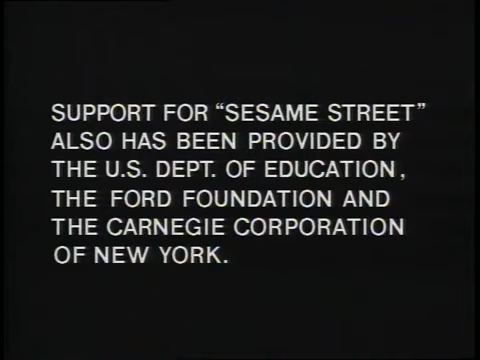 SUPPORT FOR “SESAME STREET”
ALSO HAS BEEN PROVIDED BY
THE U.S. DEPT. OF EDUCATION,
THE FORD FOUNDATION AND
THE CARNEGIE CORPORATION
OF NEW YORK.